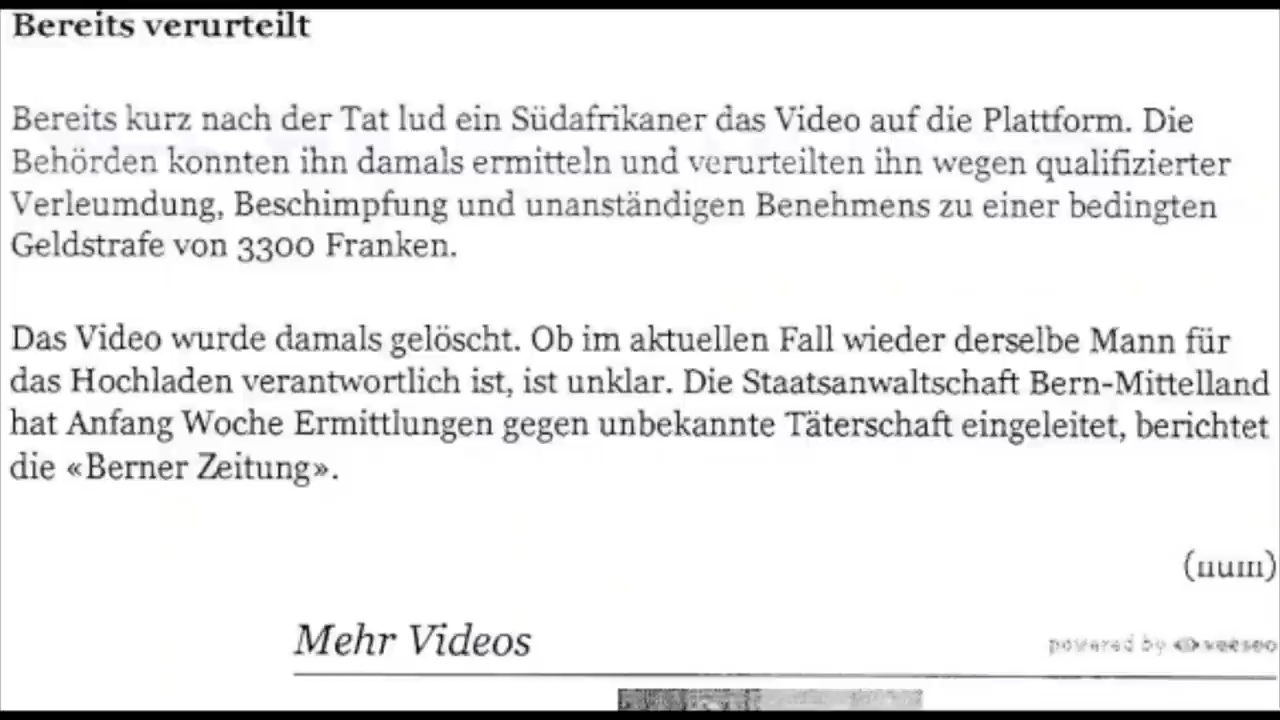 Bereits verurteilt
Bereits kurz nach der Tat lud ein Südafrikaner das Video auf die Plattform. Die
Behörden konnten ihn damals ermitteln und verurteilten ihn wegen qualifizierter
Verleumdung, Beschimpfung und unanständigen Benehmens zu einer bedingten
Geldstrafe von 3300 Franken.
Das Video wurde damals gelöscht. Ob im aktuellen Fall wieder derselbe Mann für
das Hochladen verantwortlich ist, ist unklar. Die Staatsanwaltschaft Bern-Mittelland
hat Anfang Woche Ermittlungen gegen unbekannte Täterschaft eingeleitet, berichtet
die «Berner Zeitung».
(num)
Mehr Videos
powered by veeseo